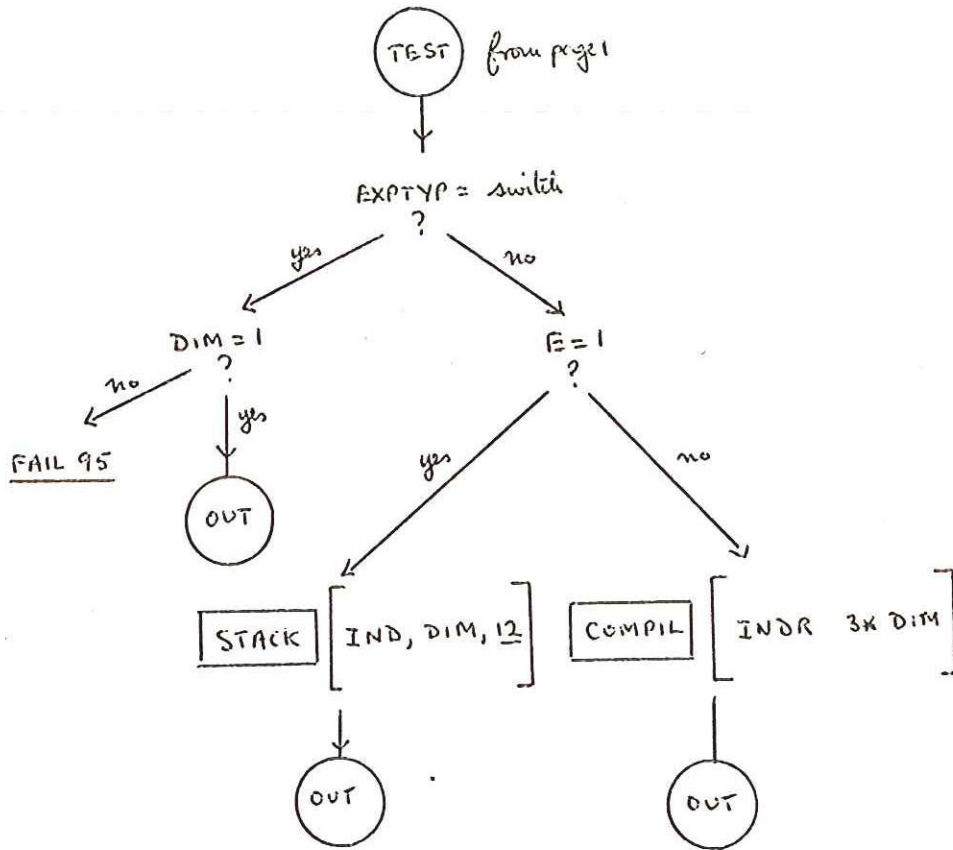 TEST from page 1
EXPTYP = switch
?
yes
no
DIM = 1
?
E = 1
?
no
yes
FAIL 95
OUT
yes
no
STACK [IND, DIM, 12]
COMPIL [INDR 3* DIM]
OUT
OUT